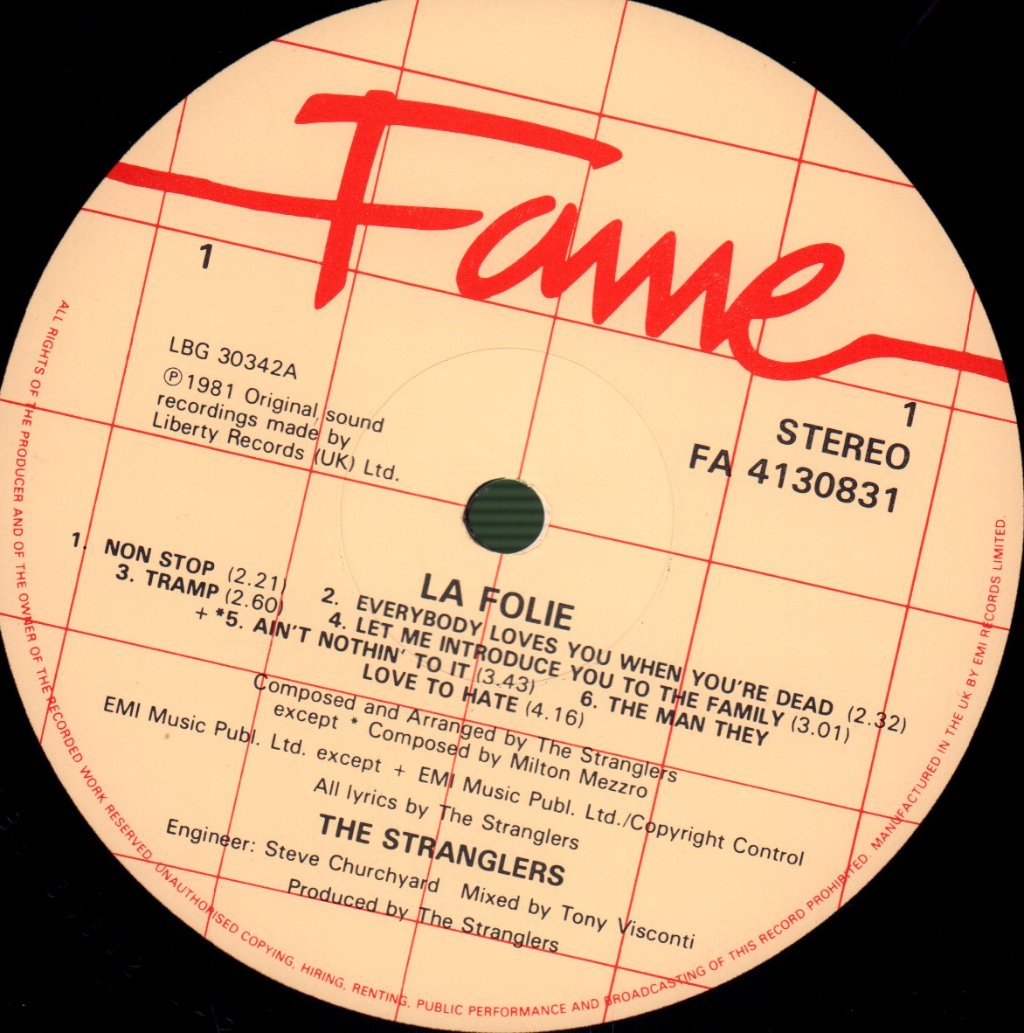 Fame
1
LBG 30342A
Ⓟ1981 Original sound
recordings made by
Liberty Records (UK) Ltd.
1
STEREO
FA 4130831
LA FOLIE
1. NON STOP (2.21) 2. EVERYBODY LOVES YOU WHEN YOU'RE DEAD (2.32)
3. TRAMP (2.60) 4. LET ME INTRODUCE YOU TO THE FAMILY (3.01)
+ *5. AIN'T NOTHIN' TO IT (3.43) 6. THE MAN THEY
LOVE TO HATE (4.16)
Composed and Arranged by The Stranglers
except * Composed by Milton Mezzro
EMI Music Publ. Ltd. except + EMI Music Publ. Ltd./Copyright Control
All lyrics by The Stranglers
THE STRANGLERS
Engineer: Steve Churchyard Mixed by Tony Visconti
Produced by The Stranglers
ALL RIGHTS OF THE PRODUCER AND OF THE OWNER OF THE RECORDED WORK RESERVED. UNAUTHORISED COPYING, HIRING, RENTING, PUBLIC PERFORMANCE AND BROADCASTING OF THIS RECORD PROHIBITED. MANUFACTURED IN THE UK BY EMI RECORDS LIMITED.